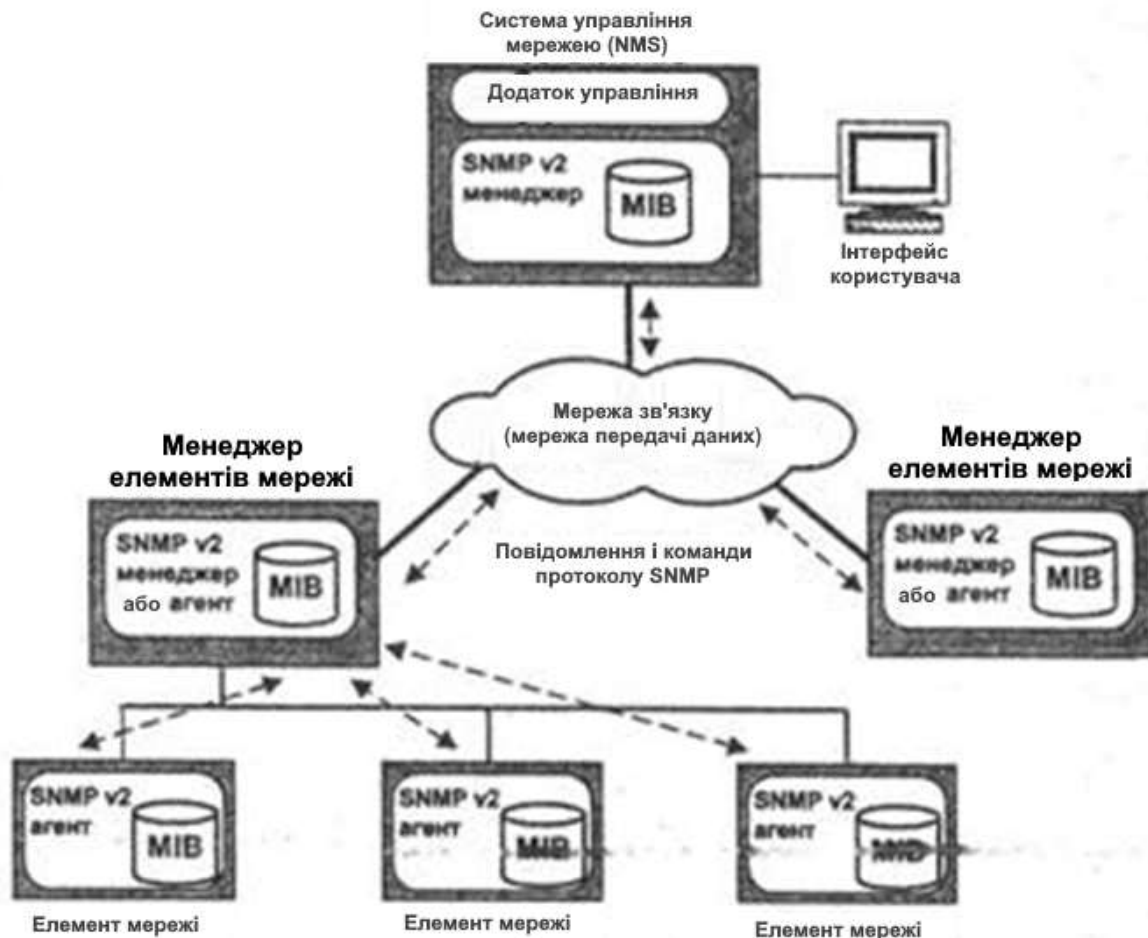 Система управління
мережею (NMS)
Додаток управління
SNMP v2
менеджер
MIB
Інтерфейс
користувача
Мережа зв'язку
(мережа передачі даних)
Менеджер
елементів мережі
SNMP v2
менеджер
або агент
MIB
Повідомлення і команди
протоколу SNMP
Менеджер
елементів мережі
SNMP v2
менеджер
або агент
MIB
SNMP v2
агент
MIB
Елемент мережі
SNMP v2
агент
MIB
Елемент мережі
SNMP v2
агент
MIB
Елемент мережі